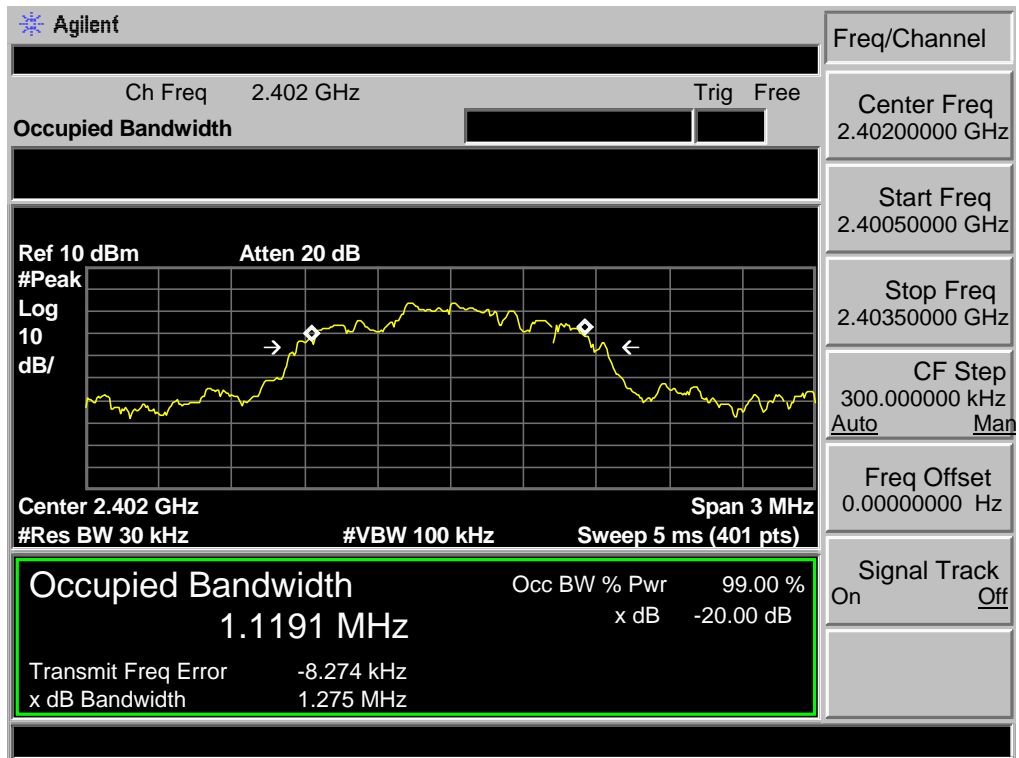 Agilent
Freq/Channel
Ch Freq 2.402 GHz Trig Free
Occupied Bandwidth
Center Freq
2.40200000 GHz
Start Freq
2.40050000 GHz
Ref 10 dBm Atten 20 dB
#Peak
Log
10
dB/
Stop Freq
2.40350000 GHz
CF Step
300.000000 kHz
Auto Man
Center 2.402 GHz Span 3 MHz
#Res BW 30 kHz #VBW 100 kHz Sweep 5 ms (401 pts)
Freq Offset
0.00000000 Hz
Occupied Bandwidth Occ BW % Pwr 99.00 %
1.1191 MHz x dB -20.00 dB
Transmit Freq Error -8.274 kHz
x dB Bandwidth 1.275 MHz
Signal Track
On Off